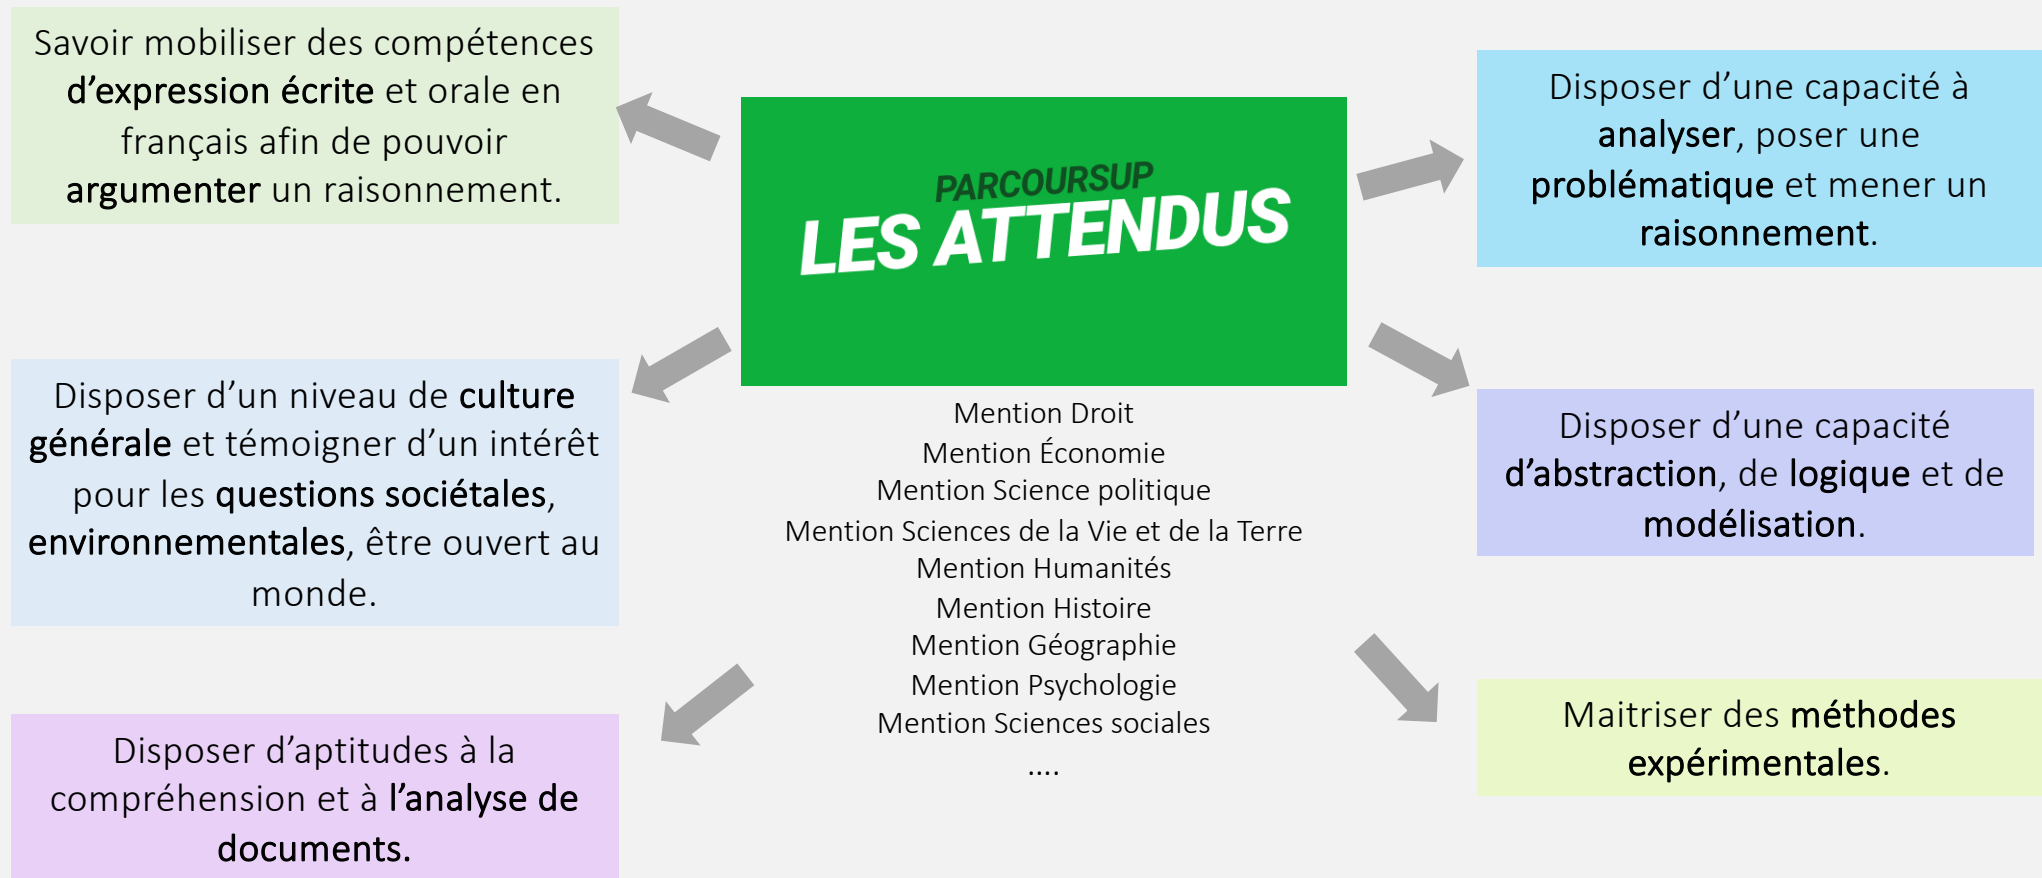 Savoir mobiliser des compétences
d’expression écrite et orale en
français afin de pouvoir
argumenter un raisonnement.
Disposer d’un niveau de culture
générale et témoigner d’un intérêt
pour les questions sociétales,
environnementales, être ouvert au
monde.
Disposer d’aptitudes à la
compréhension et à l’analyse de
documents.
PARCOURSUP
LES ATTENDUS
Mention Droit
Mention Économie
Mention Science politique
Mention Sciences de la Vie et de la Terre
Mention Humanités
Mention Histoire
Mention Géographie
Mention Psychologie
Mention Sciences sociales
....
Disposer d’une capacité à
analyser, poser une
problématique et mener un
raisonnement.
Disposer d’une capacité
d’abstraction, de logique et de
modélisation.
Maitriser des méthodes
expérimentales.